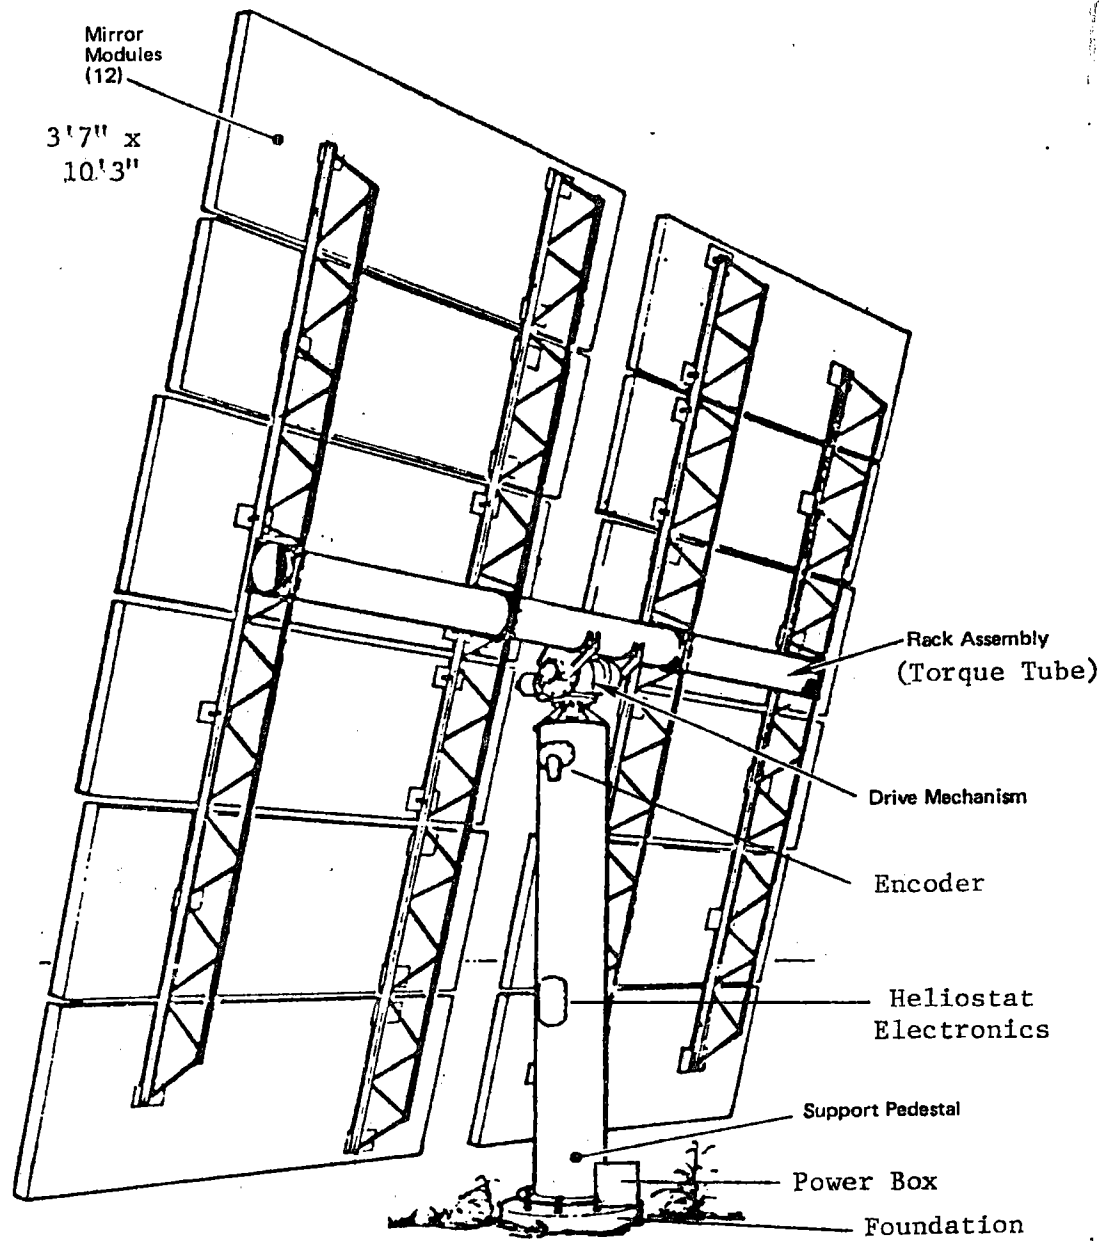 Mirror
Modules
(12)
3'7" x
10'3"
Rack Assembly
(Torque Tube)
Drive Mechanism
Encoder
Heliostat
Electronics
Support Pedestal
Power Box
Foundation